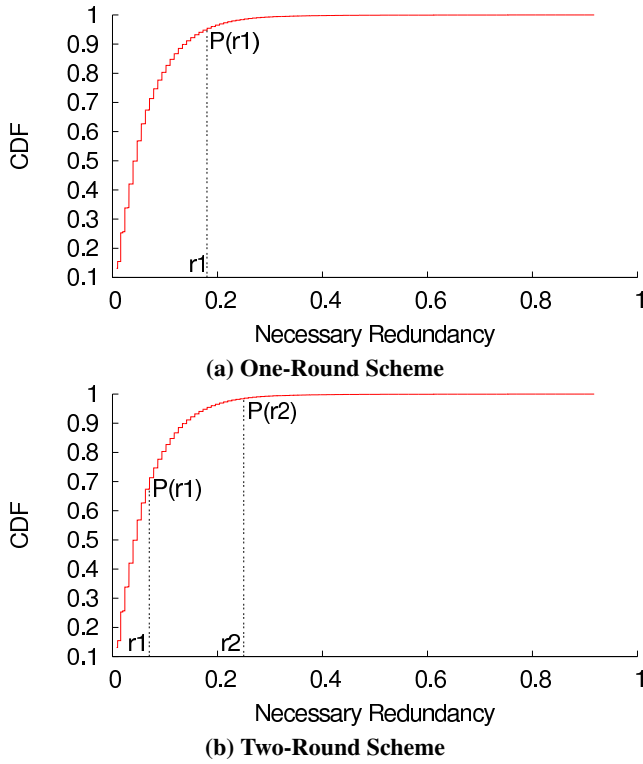 1
0.9
0.8
0.7
0.6
0.5
0.4
0.3
0.2
0.1
CDF
P(r1)
r1
0 0.2 0.4 0.6 0.8 1
Necessary Redundancy
(a) One-Round Scheme
1
0.9
0.8
0.7
0.6
0.5
0.4
0.3
0.2
0.1
CDF
P(r2)
P(r1)
r1 r2
0 0.2 0.4 0.6 0.8 1
Necessary Redundancy
(b) Two-Round Scheme